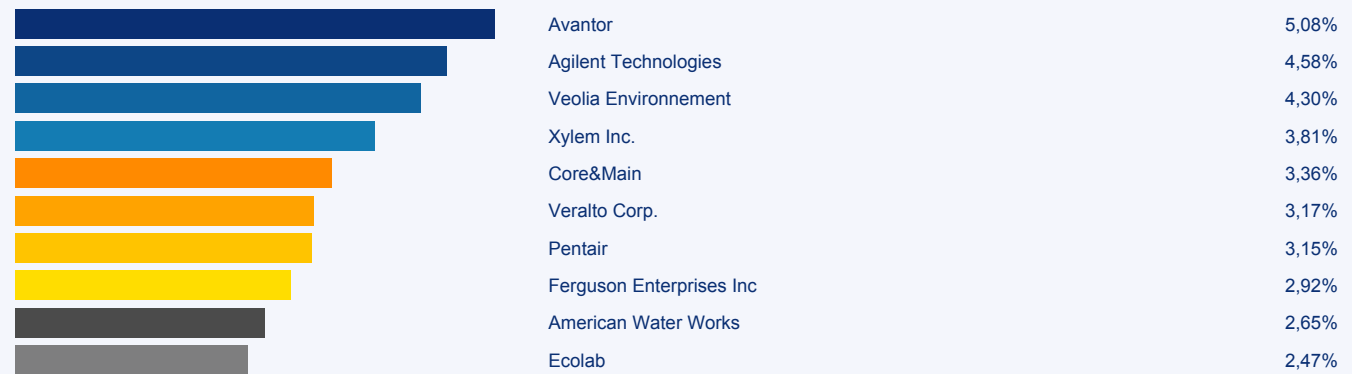 Avantor 5,08%
Agilent Technologies 4,58%
Veolia Environnement 4,30%
Xylem Inc. 3,81%
Core&Main 3,36%
Veralto Corp. 3,17%
Pentair 3,15%
Ferguson Enterprises Inc 2,92%
American Water Works 2,65%
Ecolab 2,47%